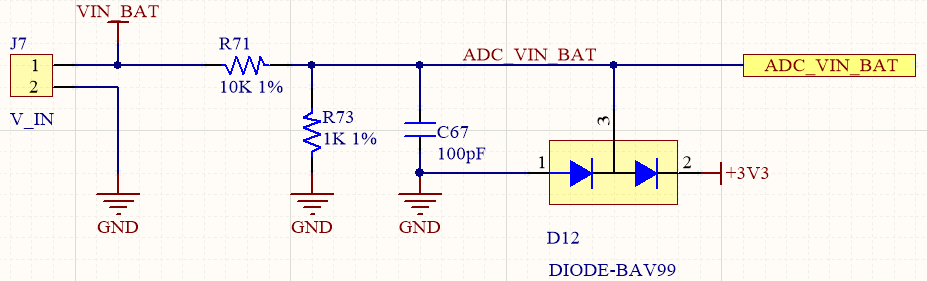 VIN_BAT
J7
1
2
V_IN
R71
10K 1%
R73
1K 1%
C67
100pF
ADC_VIN_BAT
ADC_VIN_BAT
3
1
2
+3V3
GND
GND
GND
D12
DIODE-BAV99